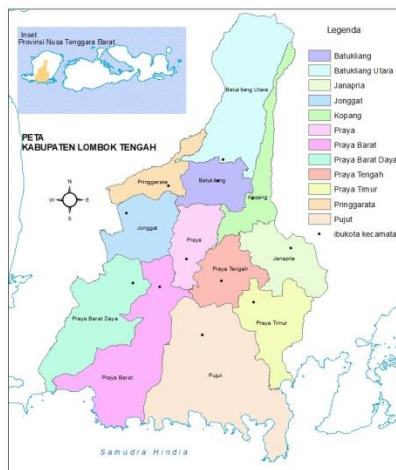 Inset
Provinsi Nusa Tenggara Barat
PETA
KABUPATEN LOMBOK TENGAH
N
W
E
S
Legenda
Batukliang
Batukliang Utara
Janapria
Jonggat
Kopang
Praya
Praya Barat
Praya Barat Daya
Praya Tengah
Praya Timur
Pringgarata
Pujut
ibukota kecamata
Batukliang Utara
Pringgarata
Batukliang
Kopang
Jonggat
Praya
Janapria
Praya Tengah
Praya Barat Daya
Praya Timur
Praya Barat
Pujut
Samudra Hindia